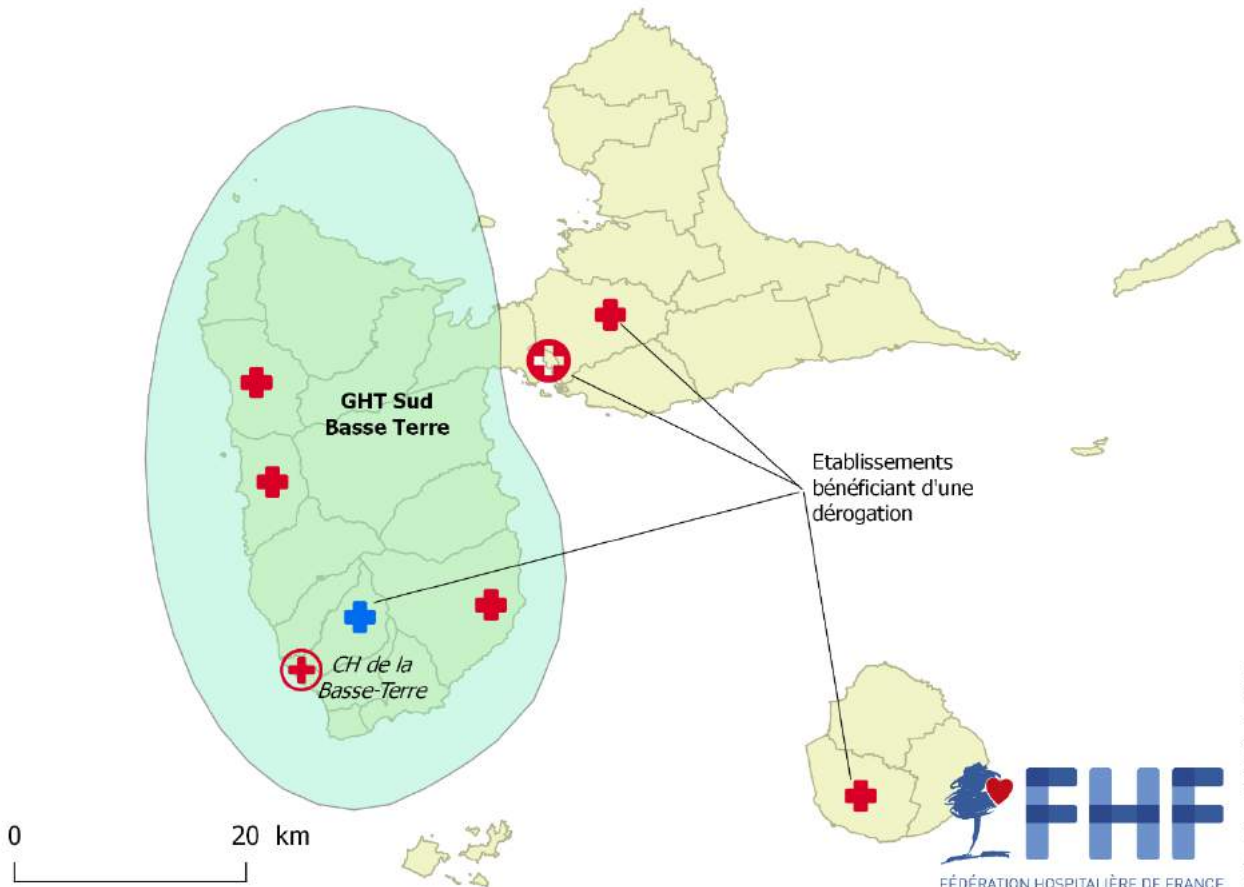 GHT Sud
Basse Terre
Etablissements
bénéficiant d'une
dérogation
CH de la
Basse-Terre
0
20 km
FHF
FÉDÉRATION HOSPITALIÈRE DE FRANCE